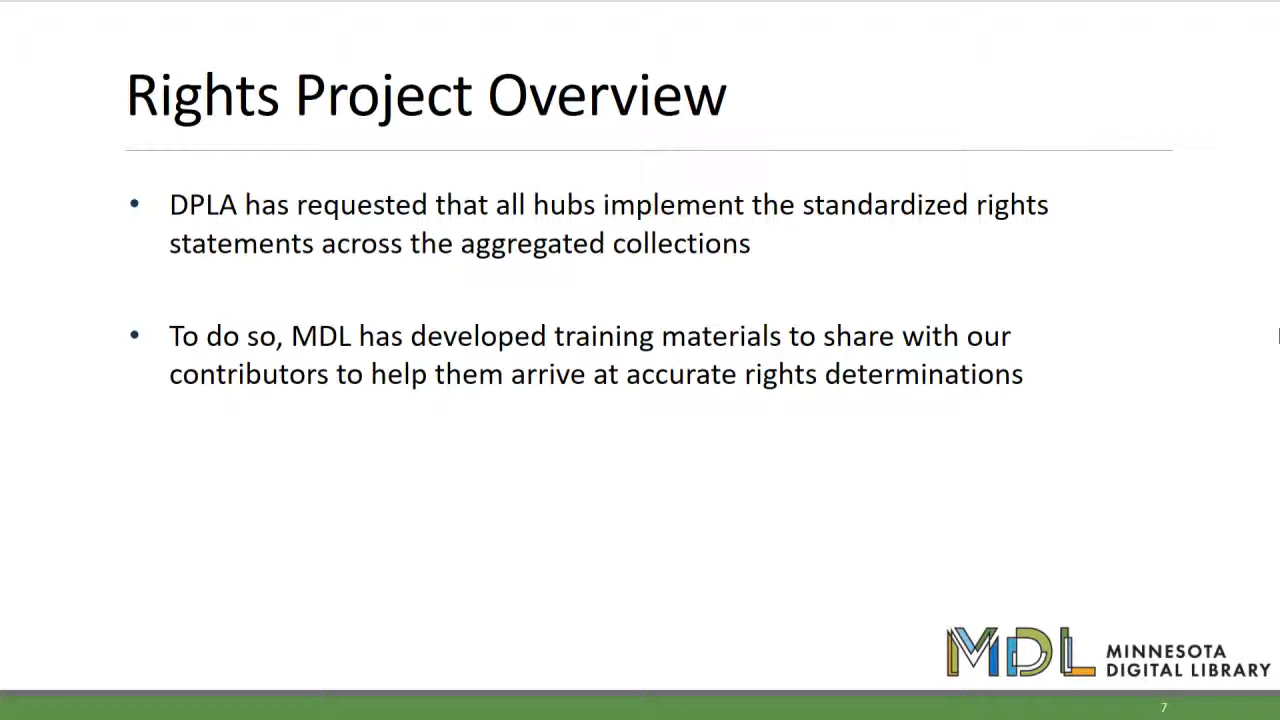 Rights Project Overview
• DPLA has requested that all hubs implement the standardized rights
statements across the aggregated collections
• To do so, MDL has developed training materials to share with our
contributors to help them arrive at accurate rights determinations
MDL
MINNESOTA
DIGITAL LIBRARY
7